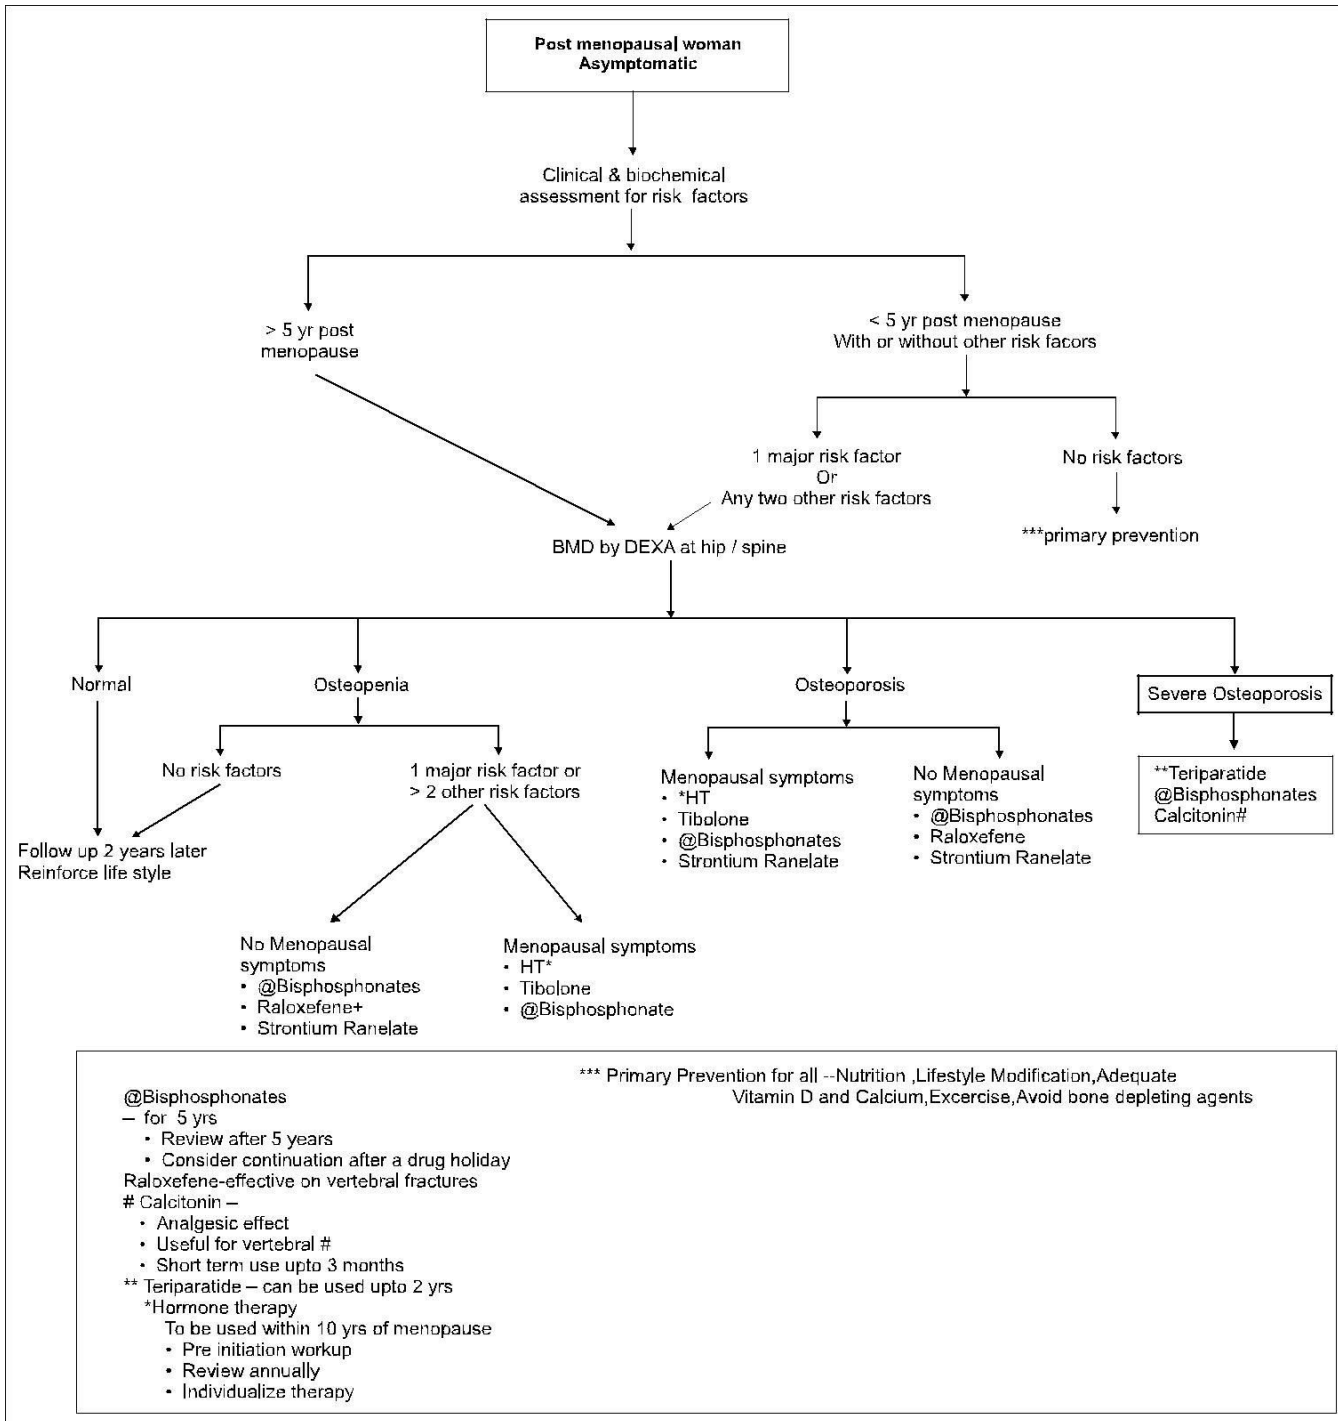 Post menopausal woman
Asymptomatic
Clinical & biochemical
assessment for risk factors
> 5 yr post
menopause
< 5 yr post menopause
With or without other risk facors
1 major risk factor
Or
Any two other risk factors
No risk factors
***primary prevention
BMD by DEXA at hip / spine
Normal
Osteopenia
Osteoporosis
Severe Osteoporosis
No risk factors
1 major risk factor or
> 2 other risk factors
Menopausal symptoms
• *HT
• Tibolone
• @Bisphosphonates
• Strontium Ranelate
No Menopausal
symptoms
• @Bisphosphonates
• Raloxefene
• Strontium Ranelate
**Teriparatide
@Bisphosphonates
Calcitonin#
Follow up 2 years later
Reinforce life style
No Menopausal
symptoms
• @Bisphosphonates
• Raloxefene+
• Strontium Ranelate
Menopausal symptoms
• HT*
• Tibolone
• @Bisphosphonate
*** Primary Prevention for all --Nutrition ,Lifestyle Modification,Adequate
Vitamin D and Calcium,Excercise,Avoid bone depleting agents
@Bisphosphonates
– for 5 yrs
• Review after 5 years
• Consider continuation after a drug holiday
Raloxefene-effective on vertebral fractures
# Calcitonin –
• Analgesic effect
• Useful for vertebral #
• Short term use upto 3 months
** Teriparatide – can be used upto 2 yrs
*Hormone therapy
To be used within 10 yrs of menopause
• Pre initiation workup
• Review annually
• Individualize therapy